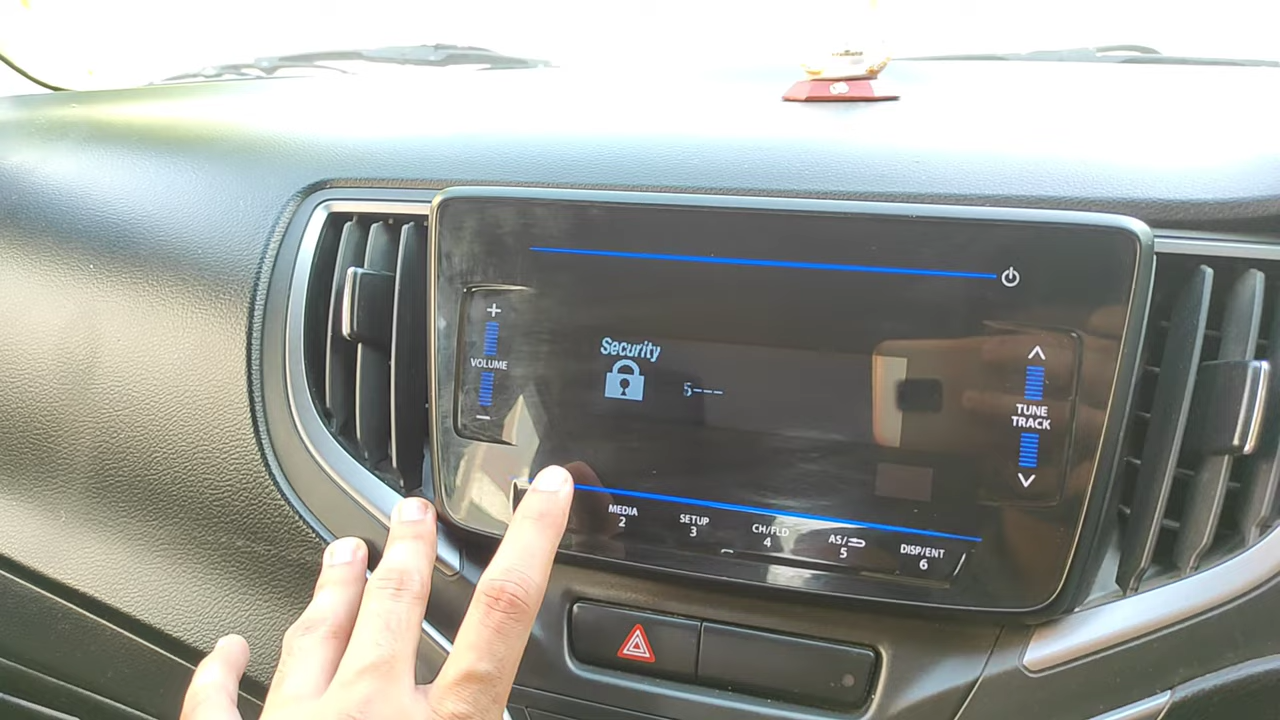 +
VOLUME
−
Security
5---
TUNE
TRACK
MEDIA
2
SETUP
3
CH/FLD
4
AS/
5
DISP/ENT
6